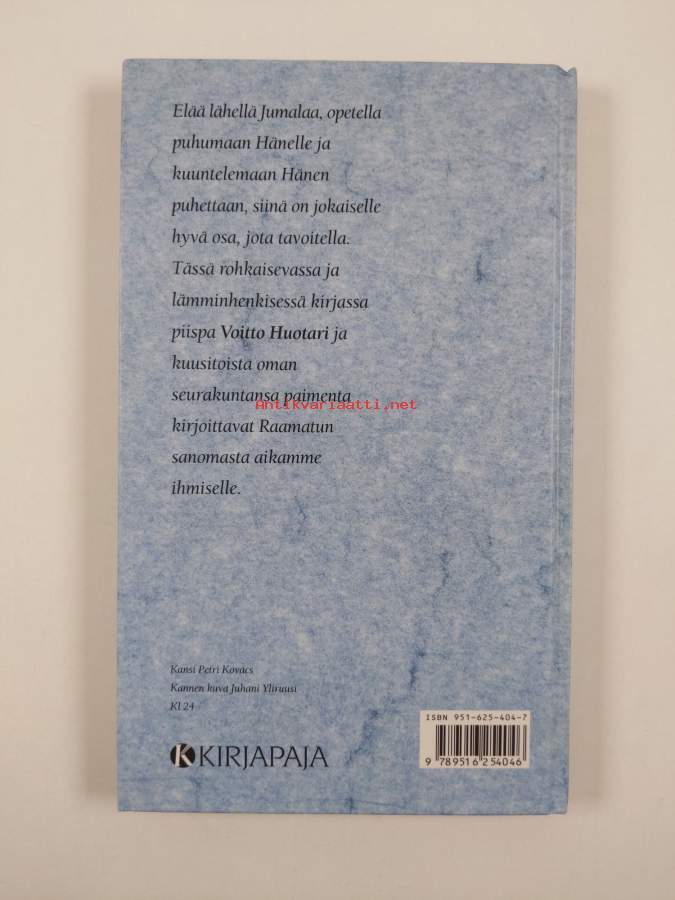 Elää lähellä Jumalaa, opetella
puhumaan Hänelle ja
kuuntelemaan Hänen
puhettaan, siinä on jokaiselle
hyvä osa, jota tavoitella.
Tässä rohkaisevassa ja
lämminhenkisessä kirjassa
piispa Voitto Huotari ja
kuusitoista oman
seurakuntansa paimenta
Antikvariaatti.net
kirjoittavat Raamatun
sanomasta aikamme
ihmiselle.
Kansi Petri Kovács
Kannen kuva Juhani Yliruusi
Kl 24
KIRJAPAJA
ISBN 951-625-404-7
9 789516 254046